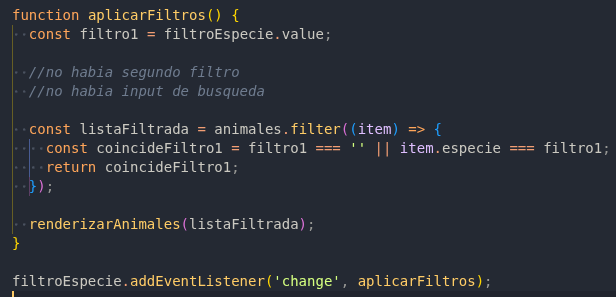 function aplicarFiltros() {
  const filtro1 = filtroEspecie.value;

  //no habia segundo filtro
  //no habia input de busqueda

  const listaFiltrada = animales.filter((item) => {
    const coincideFiltro1 = filtro1 === '' || item.especie === filtro1;
    return coincideFiltro1;
  });

  renderizarAnimales(listaFiltrada);
}

filtroEspecie.addEventListener('change', aplicarFiltros);